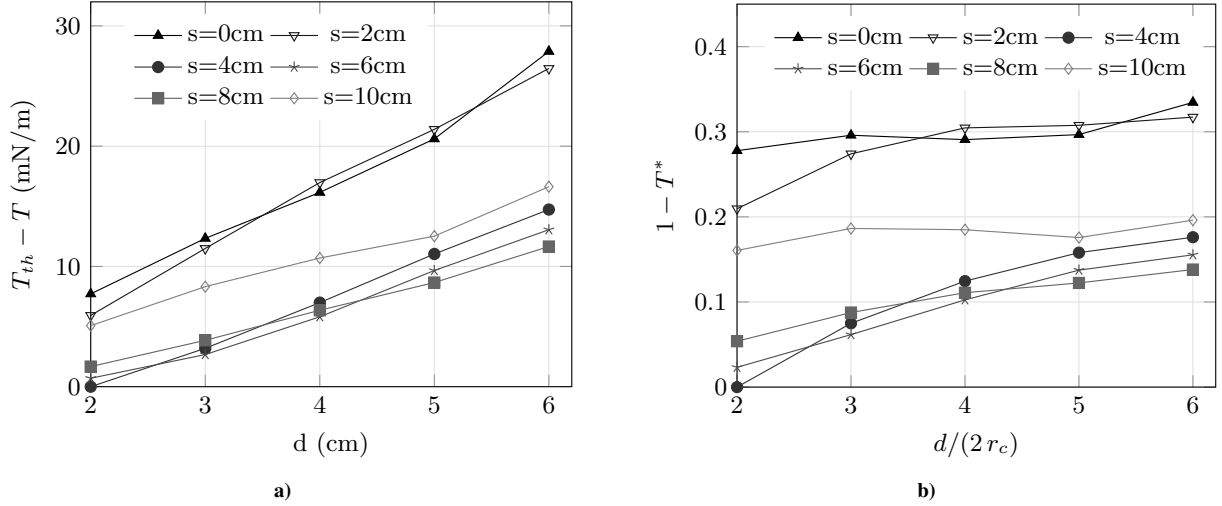 30
20
10
0
2 3 4 5 6
T_{th} − T (mN/m)
d (cm)
s=0cm s=2cm
s=4cm s=6cm
s=8cm s=10cm
a)
0.4
0.3
0.2
0.1
0
2 3 4 5 6
1 − T^*
d/(2 r_c)
s=0cm s=2cm s=4cm
s=6cm s=8cm s=10cm
b)